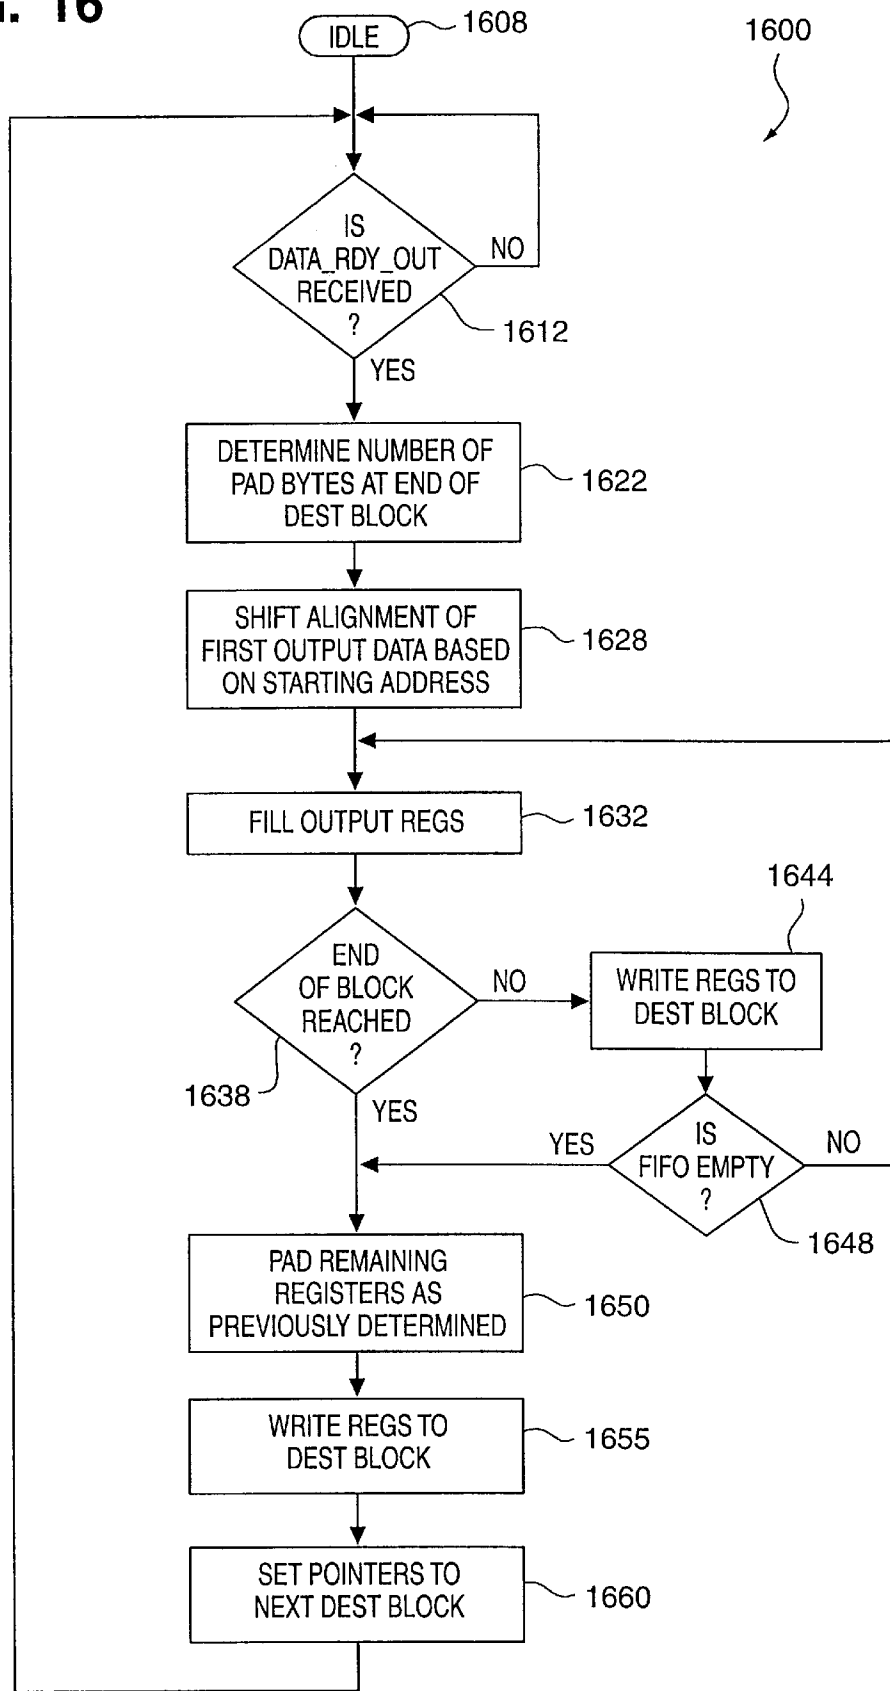 . 16
IDLE
1608
1600
IS
DATA_RDY_OUT
RECEIVED
?
NO
1612
YES
DETERMINE NUMBER OF
PAD BYTES AT END OF
DEST BLOCK
1622
SHIFT ALIGNMENT OF
FIRST OUTPUT DATA BASED
ON STARTING ADDRESS
1628
FILL OUTPUT REGS
1632
END
OF BLOCK
REACHED
?
NO
1638
YES
1644
WRITE REGS TO
DEST BLOCK
IS
FIFO EMPTY
?
YES
NO
1648
PAD REMAINING
REGISTERS AS
PREVIOUSLY DETERMINED
1650
WRITE REGS TO
DEST BLOCK
1655
SET POINTERS TO
NEXT DEST BLOCK
1660